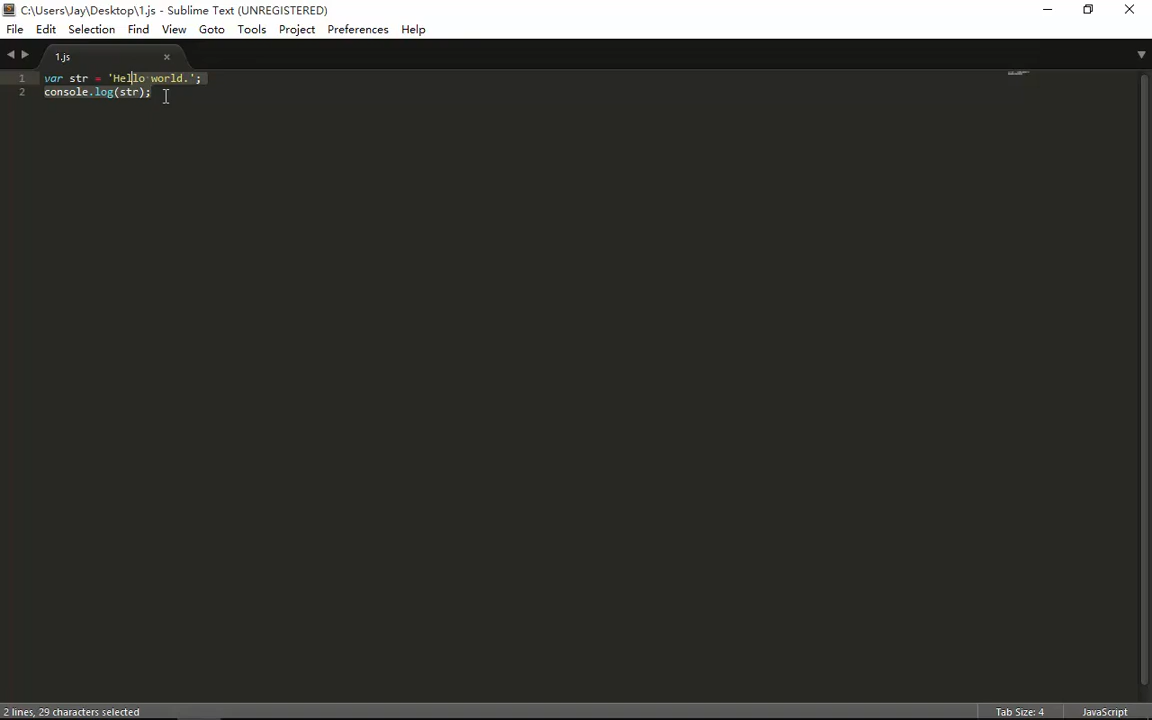 C:\Users\Jay\Desktop\1.js - Sublime Text (UNREGISTERED)
File Edit Selection Find View Goto Tools Project Preferences Help
1.js
1 var str = 'Hello world.';
2 console.log(str);
2 lines, 29 characters selected
Tab Size: 4
JavaScript